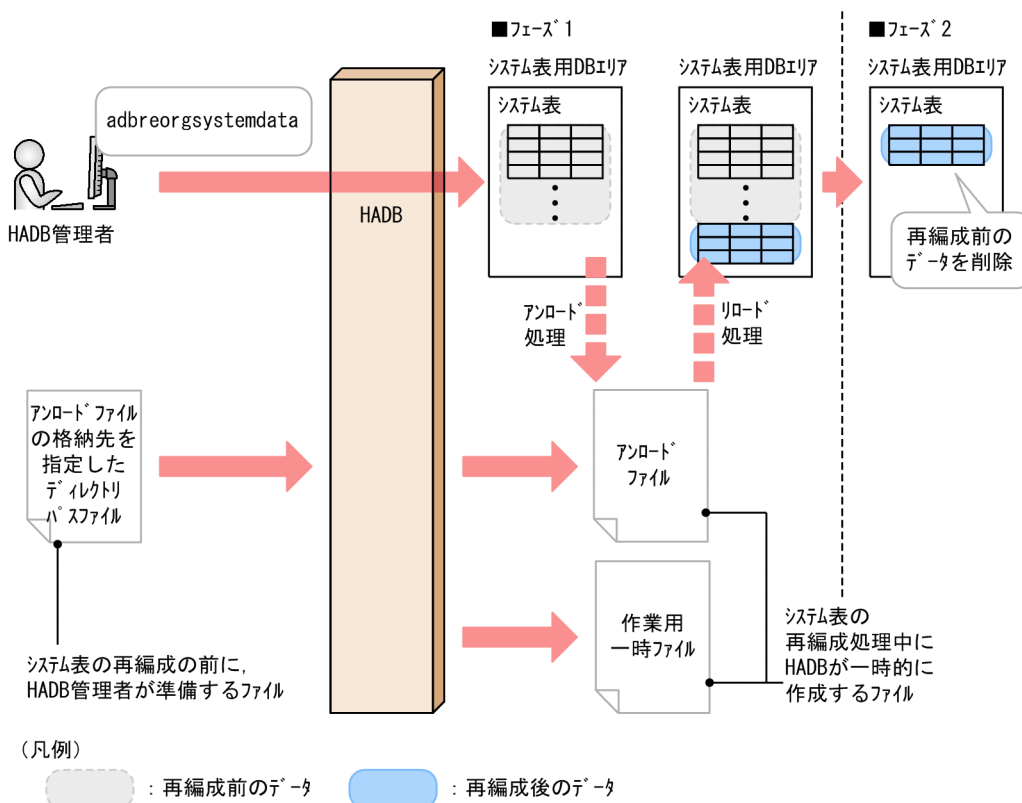 ■フェーズ1
■フェーズ2
システム表用DBエリア
システム表用DBエリア
システム表用DBエリア
システム表
システム表
システム表
adbreorgsystemdata
HADB管理者
HADB
再編成前の
データを削除
アンロード
処理
リロード
処理
アンロードファイル
の格納先を
指定した
ディレクトリ
パスファイル
アンロード
ファイル
作業用
一時ファイル
システム表の再編成の前に,
HADB管理者が準備するファイル
システム表の
再編成処理中に
HADBが一時的に
作成するファイル
(凡例)
:再編成前のデータ
:再編成後のデータ